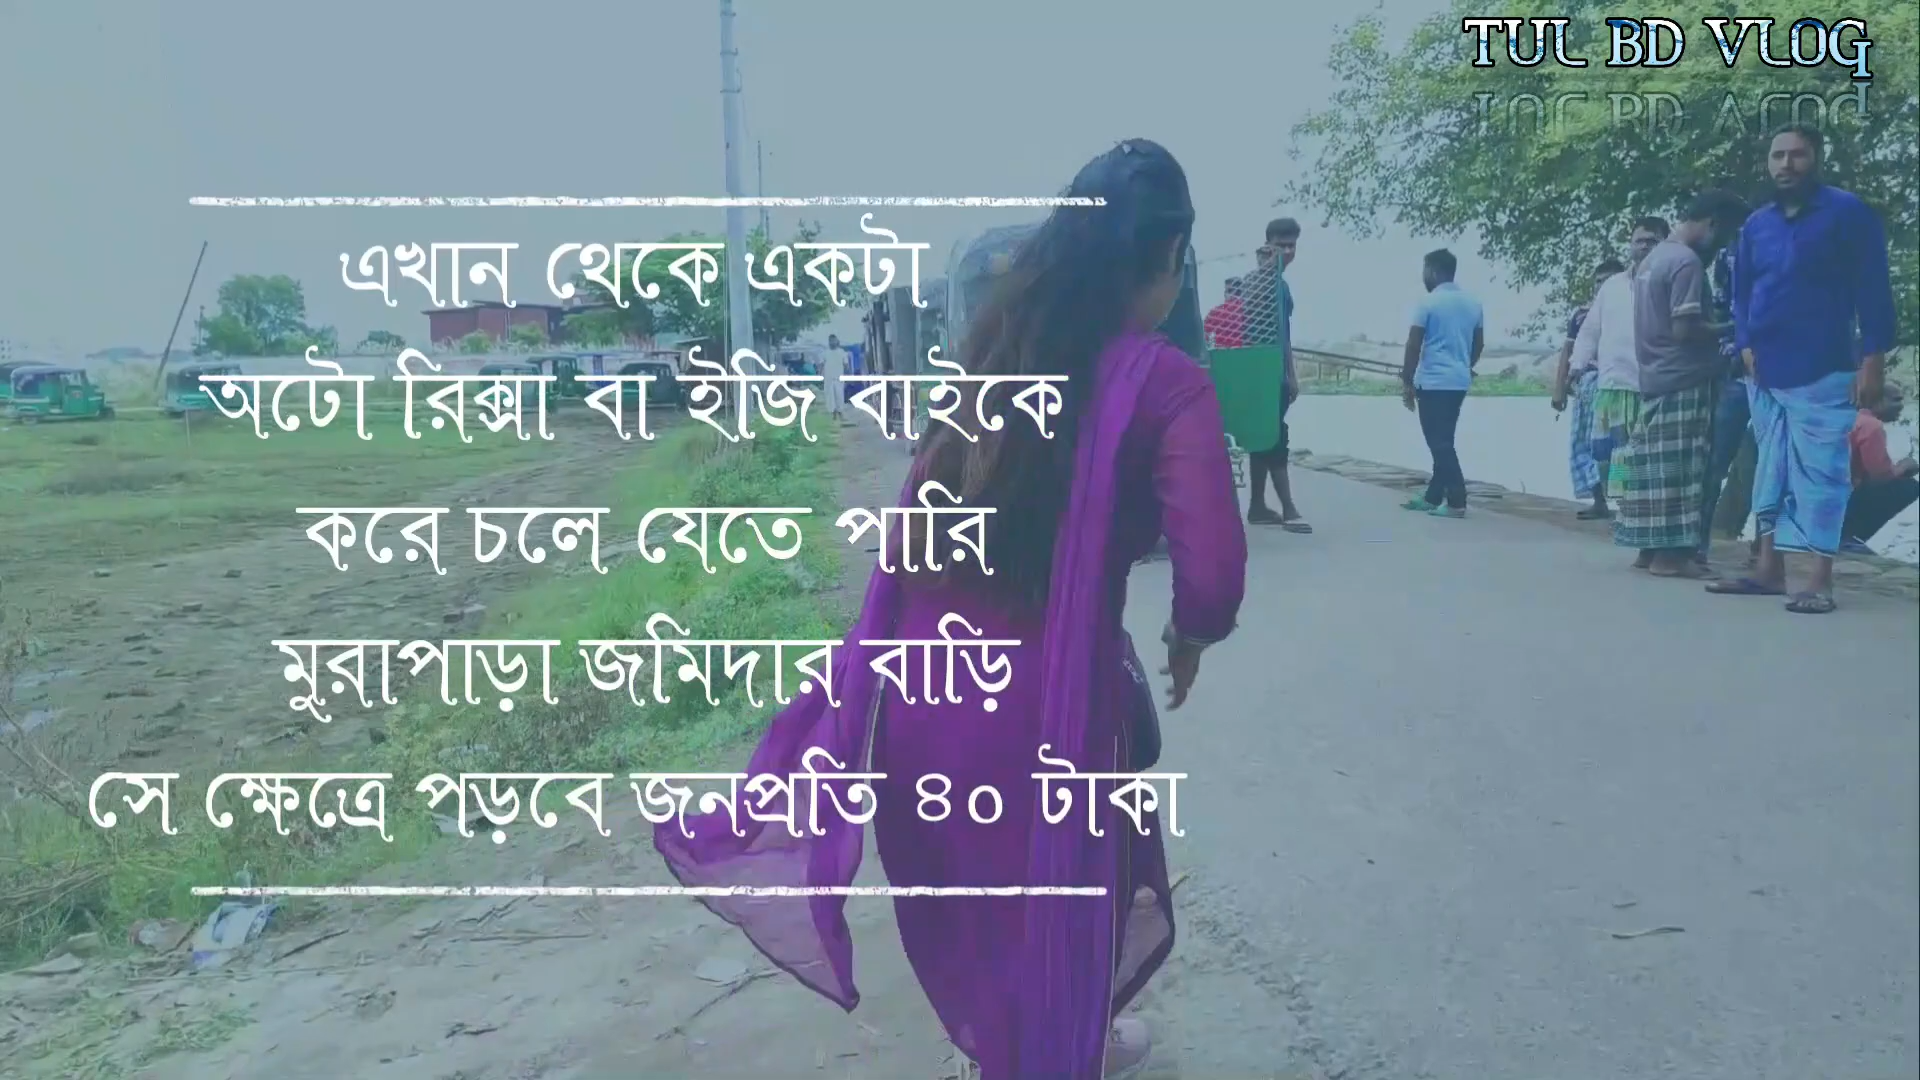 TUL BD VLOG
এখান থেকে একটা
অটো রিক্সা বা ইজি বাইকে
করে চলে যেতে পারি
মুরাপাড়া জমিদার বাড়ি
সে ক্ষেত্রে পড়বে জনপ্রতি ৪০ টাকা